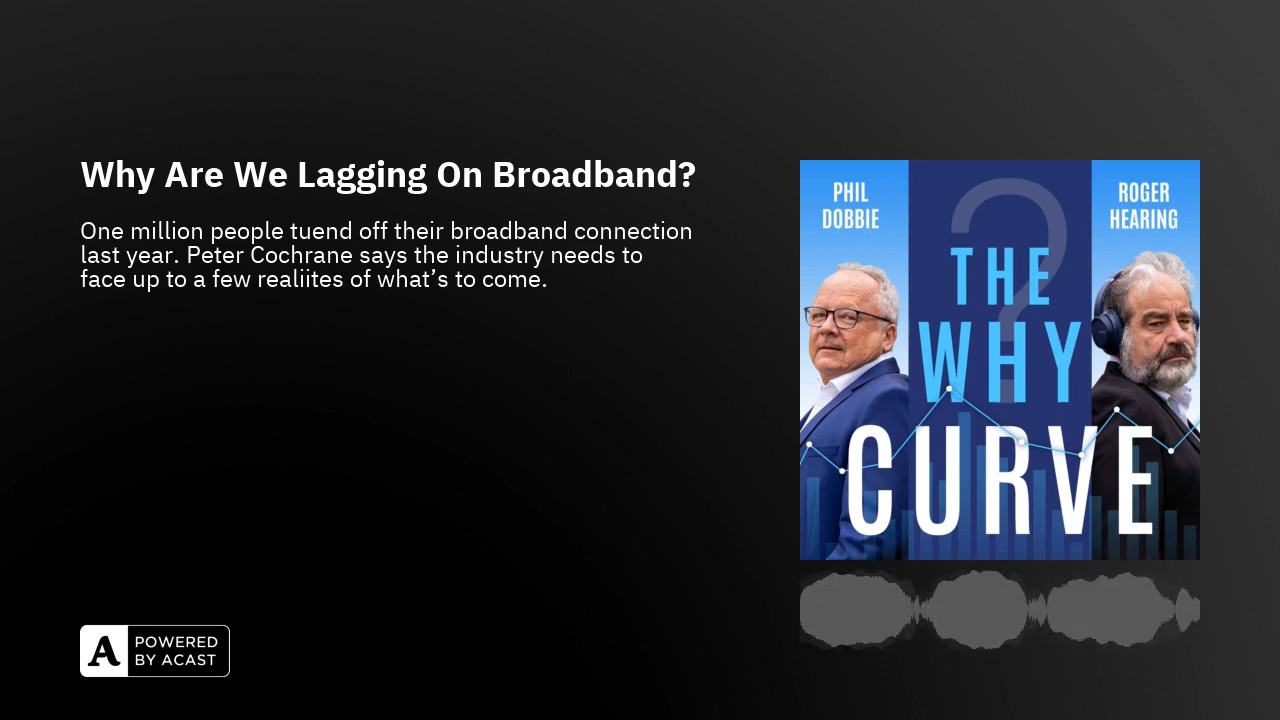 Why Are We Lagging On Broadband?
One million people tuend off their broadband connection
last year. Peter Cochrane says the industry needs to
face up to a few realiites of what’s to come.
PHIL
DOBBIE
ROGER
HEARING
?
THE
WHY
CURVE
A
POWERED
BY ACAST